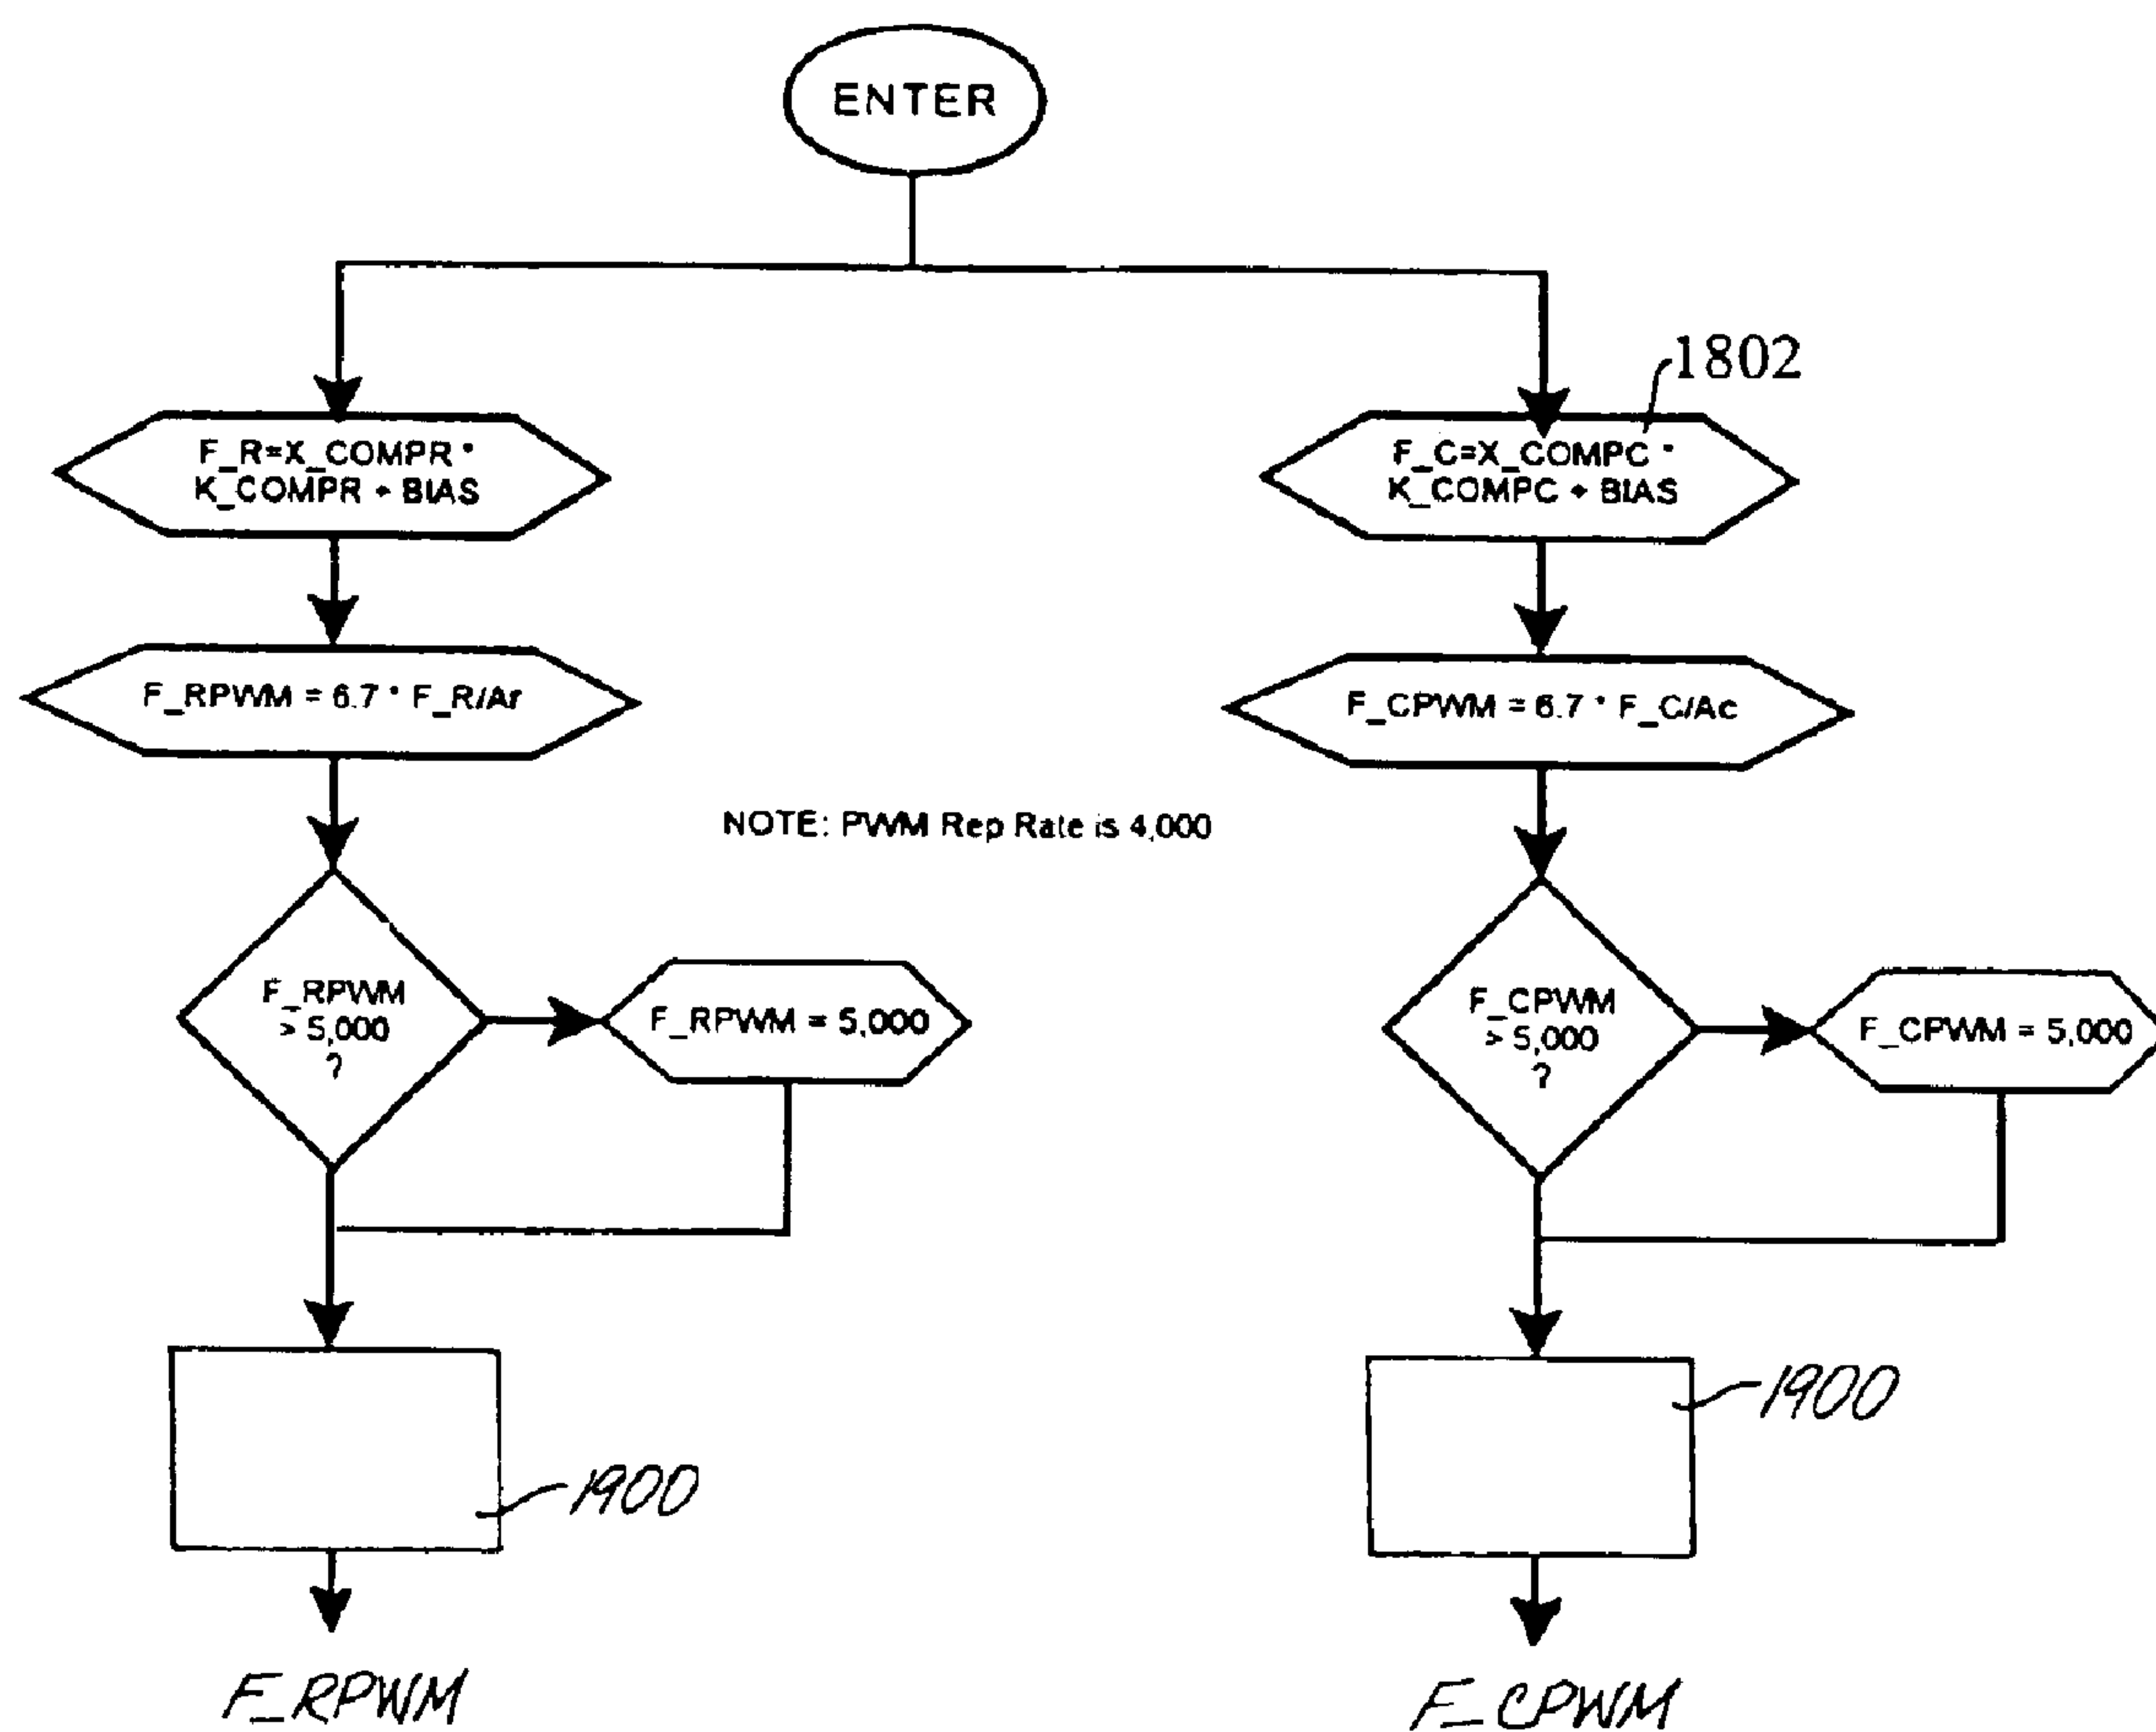 ENTER
1802
F_R=X_COMPR *
K_COMPR + BIAS
F_C=X_COMPC *
K_COMPC + BIAS
F_RPWM = 6.7 * F_R/Ar
F_CPWM = 6.7 * F_C/Ac
NOTE: PWM Rep Rate is 4,000
F_RPWM
> 5,000
?
F_RPWM = 5,000
F_CPWM
> 5,000
?
F_CPWM = 5,000
1900
1900
F_RPWM
F_CPWM